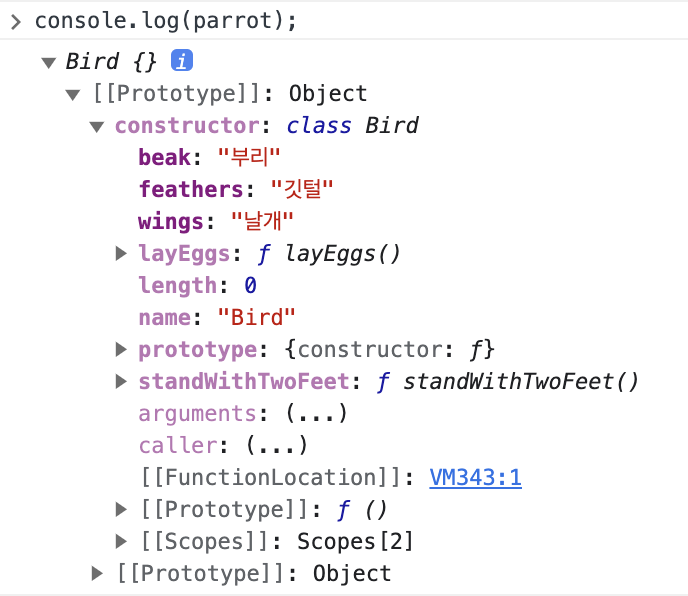 > console.log(parrot);
▼ Bird {} i
▼ [[Prototype]]: Object
▼ constructor: class Bird
beak: "부리"
feathers: "깃털"
wings: "날개"
▶ layEggs: ƒ layEggs()
length: 0
name: "Bird"
▶ prototype: {constructor: ƒ}
▶ standWithTwoFeet: ƒ standWithTwoFeet()
arguments: (...)
caller: (...)
[[FunctionLocation]]: VM343:1
▶ [[Prototype]]: ƒ ()
▶ [[Scopes]]: Scopes[2]
▶ [[Prototype]]: Object